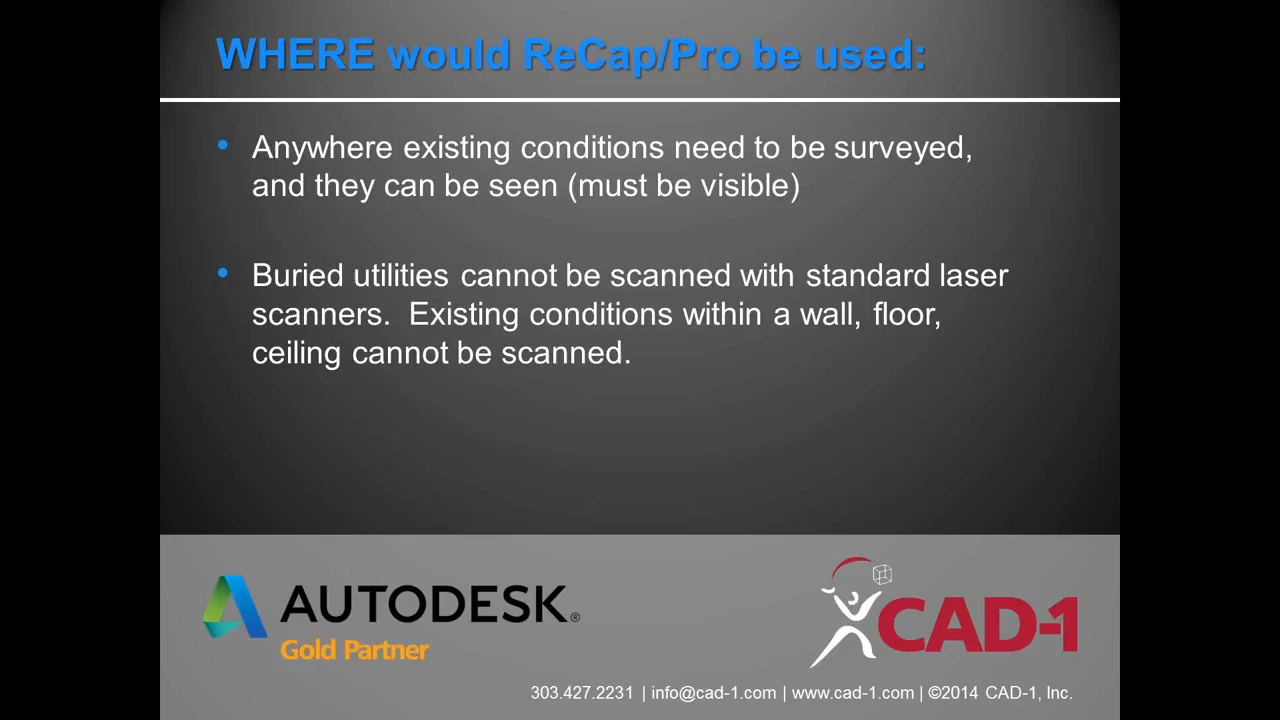 WHERE would ReCap/Pro be used:
• Anywhere existing conditions need to be surveyed,
and they can be seen (must be visible)
• Buried utilities cannot be scanned with standard laser
scanners.  Existing conditions within a wall, floor,
ceiling cannot be scanned.
AUTODESK®
Gold Partner
CAD-1
303.427.2231 | info@cad-1.com | www.cad-1.com | ©2014 CAD-1, Inc.